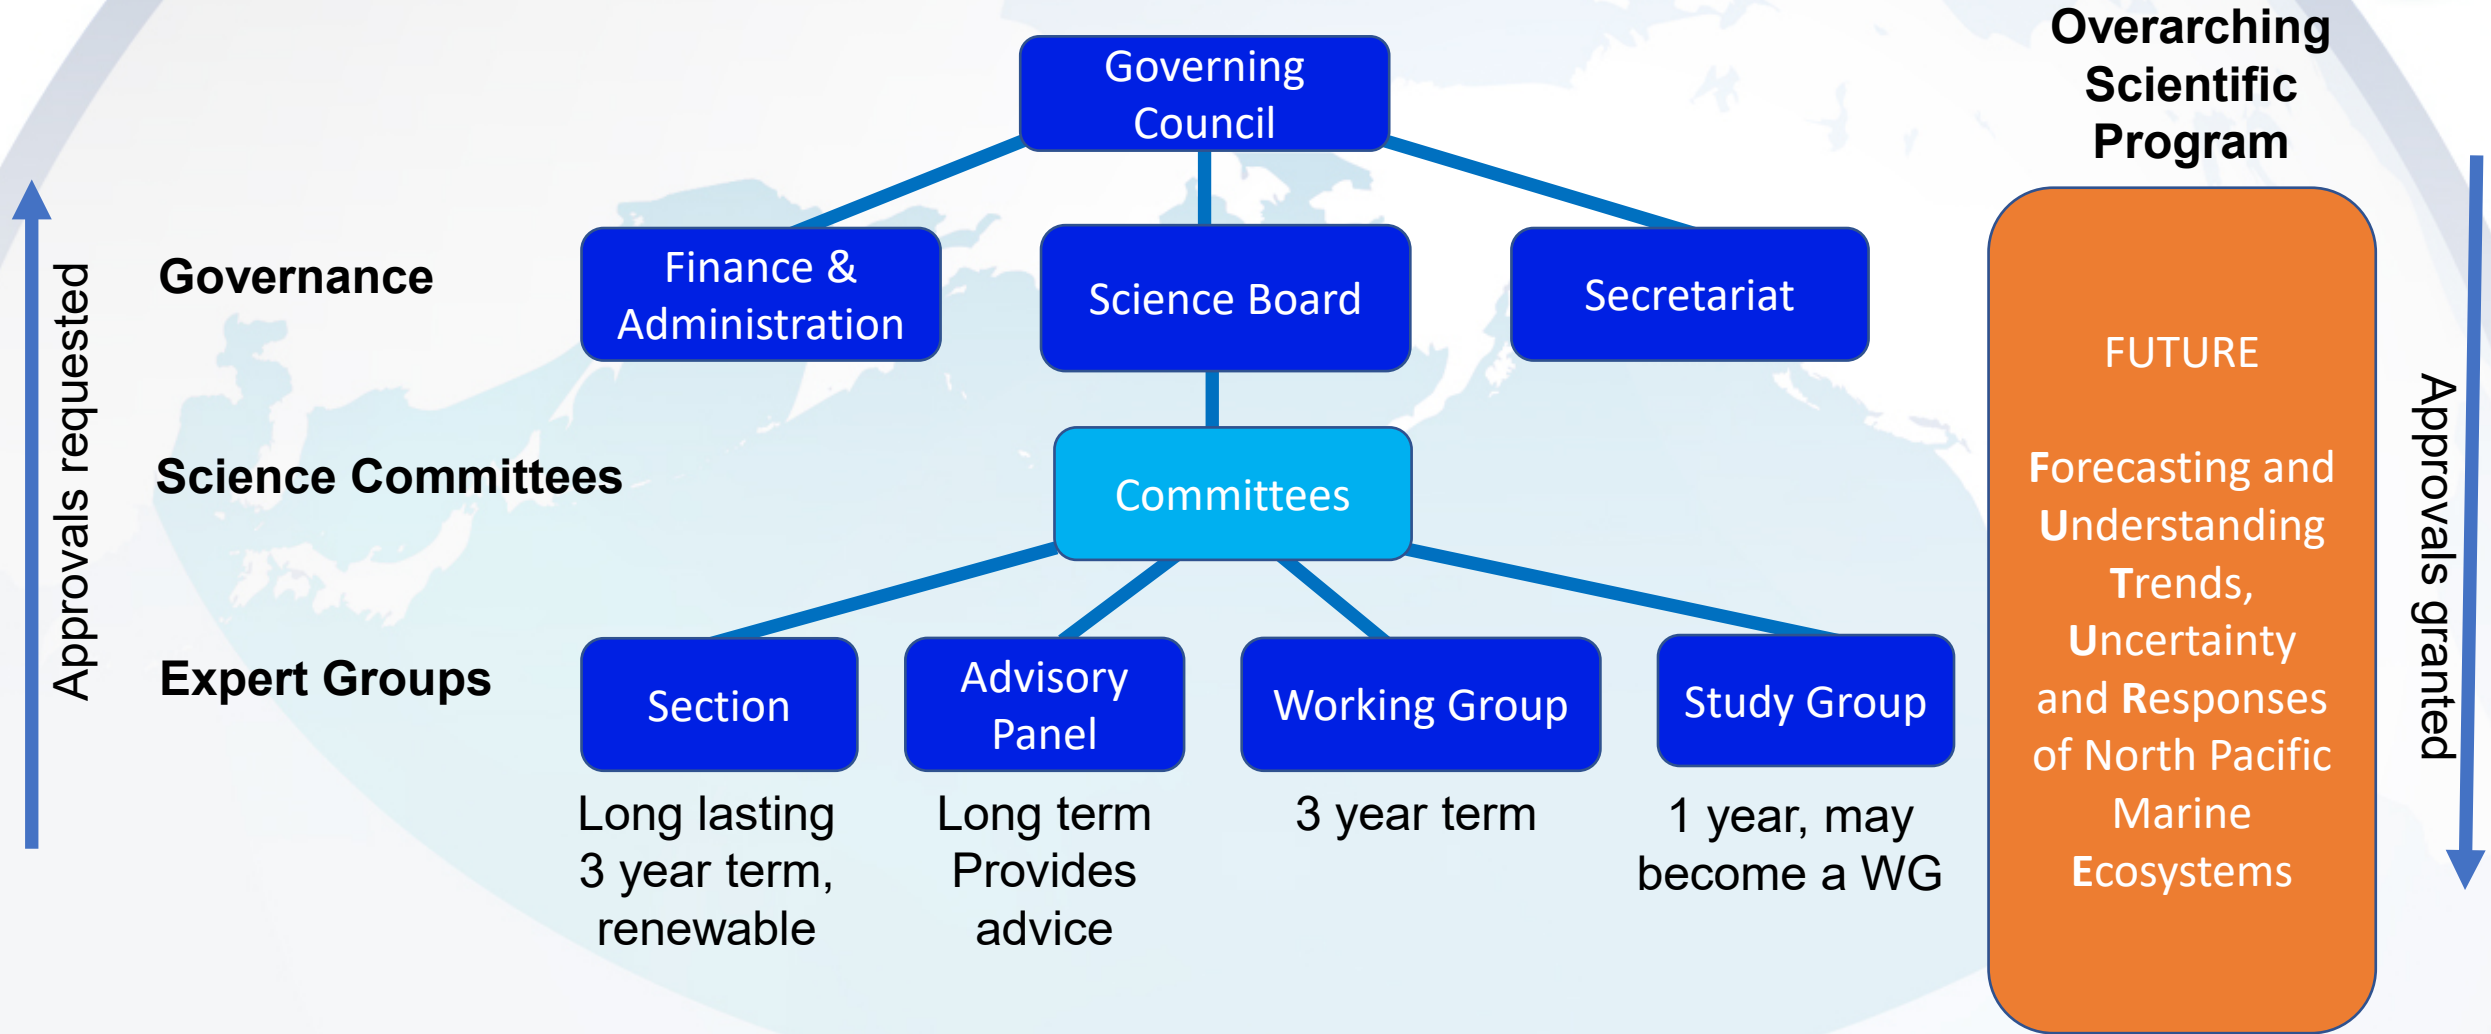 Governing
Council
Overarching
Scientific
Program
Approvals requested
Governance
Finance &
Administration
Science Board
Secretariat
Science Committees
Committees
Expert Groups
Section
Advisory
Panel
Working Group
Study Group
Long lasting
3 year term,
renewable
Long term
Provides
advice
3 year term
1 year, may
become a WG
FUTURE
Forecasting and
Understanding
Trends,
Uncertainty
and Responses
of North Pacific
Marine
Ecosystems
Approvals granted